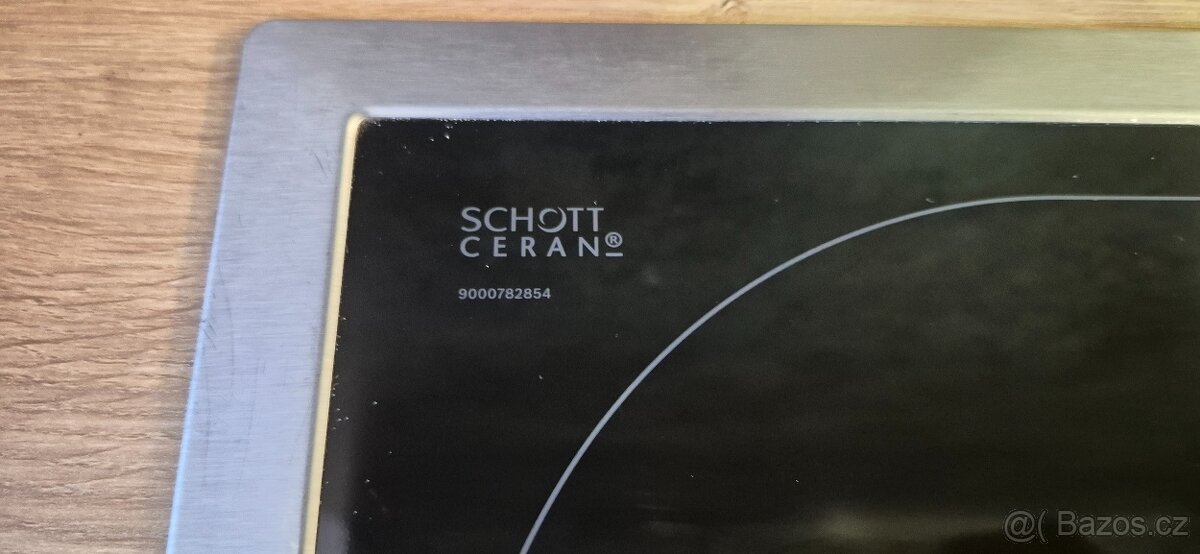 SCHOTT
CERAN®
9000782854
@( Bazos.cz